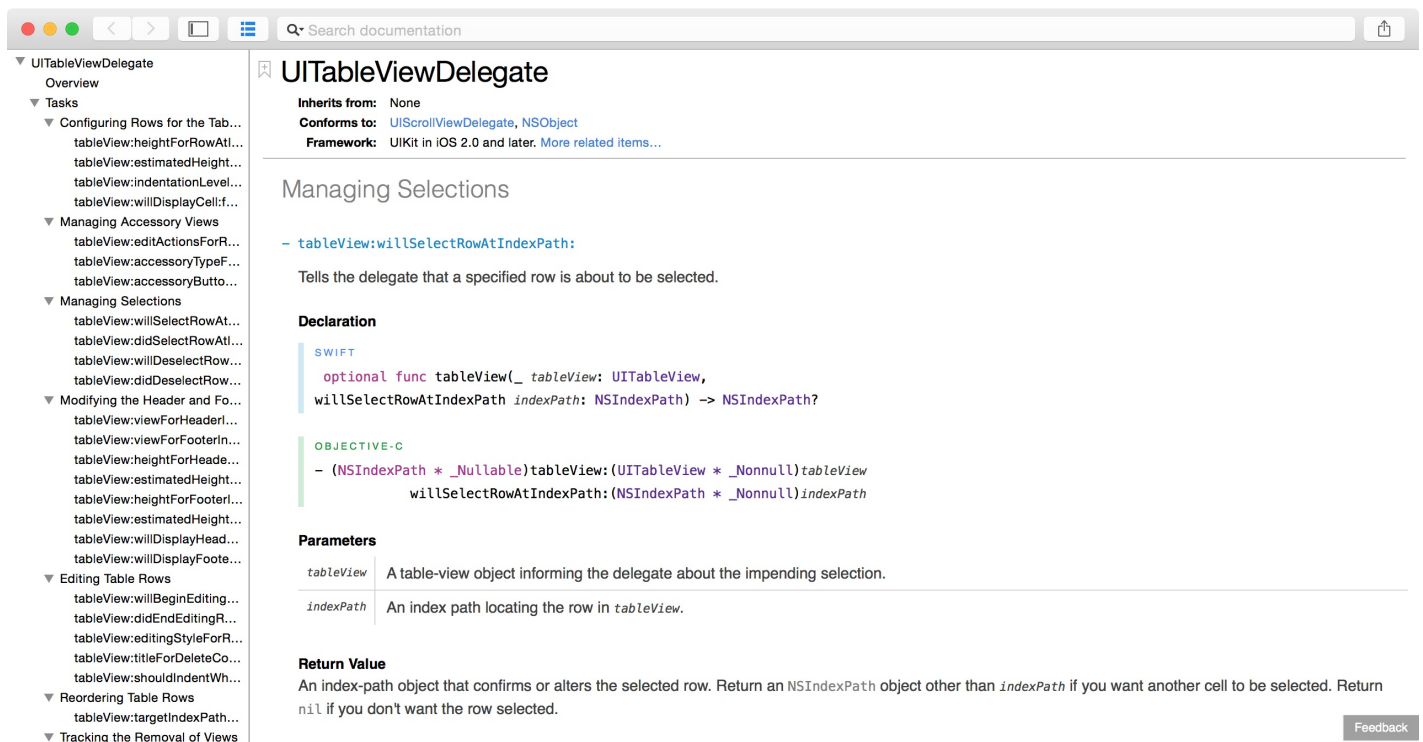 Search documentation
UITableViewDelegate
Overview
Tasks
Configuring Rows for the Tab...
tableView:heightForRowAtI...
tableView:estimatedHeight...
tableView:indentationLevel...
tableView:willDisplayCell:f...
Managing Accessory Views
tableView:editActionsForR...
tableView:accessoryTypeF...
tableView:accessoryButto...
Managing Selections
tableView:willSelectRowAt...
tableView:didSelectRowAtI...
tableView:willDeselectRow...
tableView:didDeselectRow...
Modifying the Header and Fo...
tableView:viewForHeaderI...
tableView:viewForFooterIn...
tableView:heightForHeade...
tableView:estimatedHeight...
tableView:heightForFooterI...
tableView:estimatedHeight...
tableView:willDisplayHead...
tableView:willDisplayFoote...
Editing Table Rows
tableView:willBeginEditing...
tableView:didEndEditingR...
tableView:editingStyleForR...
tableView:titleForDeleteCo...
tableView:shouldIndentWh...
Reordering Table Rows
tableView:targetIndexPath...
Tracking the Removal of Views
UITableViewDelegate
Inherits from: None
Conforms to: UIScrollViewDelegate, NSObject
Framework: UIKit in iOS 2.0 and later. More related items...
Managing Selections
– tableView:willSelectRowAtIndexPath:
Tells the delegate that a specified row is about to be selected.
Declaration
SWIFT
optional func tableView(_ tableView: UITableView,
willSelectRowAtIndexPath indexPath: NSIndexPath) -> NSIndexPath?
OBJECTIVE-C
– (NSIndexPath * _Nullable)tableView:(UITableView * _Nonnull)tableView
willSelectRowAtIndexPath:(NSIndexPath * _Nonnull)indexPath
Parameters
tableView A table-view object informing the delegate about the impending selection.
indexPath An index path locating the row in tableView.
Return Value
An index-path object that confirms or alters the selected row. Return an NSIndexPath object other than indexPath if you want another cell to be selected. Return
nil if you don't want the row selected.
Feedback